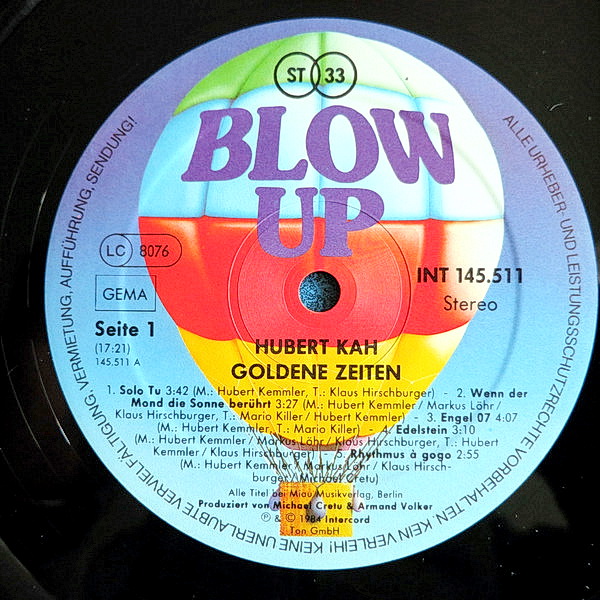 ST 33
BLOW
UP
LC 8076
GEMA
INT 145.511
Stereo
Seite 1
(17:21)
145.511 A
HUBERT KAH
GOLDENE ZEITEN
1. Solo Tu 3:42 (M.: Hubert Kemmler, T.: Klaus Hirschburger) - 2. Wenn der
Mond die Sonne berührt 3:27 (M.: Hubert Kemmler / Markus Löhr /
Klaus Hirschburger, T.: Mario Killer / Hubert Kemmler) - 3. Engel 07 4:07
(M.: Hubert Kemmler, T.: Mario Killer) - 4. Edelstein 3:10
(M.: Hubert Kemmler / Markus Löhr / Klaus Hirschburger, T.: Hubert
Kemmler / Klaus Hirschburger) - 5. Rhythmus à gogo 2:55
(M.: Hubert Kemmler / Markus Löhr / Klaus Hirsch-
burger / Michael Cretu)
Alle Titel bei Miau Musikverlag, Berlin
Produziert von Michael Cretu & Armand Volker
℗ & © 1984 Intercord
Ton GmbH
ALLE URHEBER- UND LEISTUNGSSCHUTZRECHTE VORBEHALTEN. KEIN VERLEIH! KEINE UNERLAUBTE VERVIELFÄLTIGUNG, VERMIETUNG, AUFFÜHRUNG, SENDUNG!